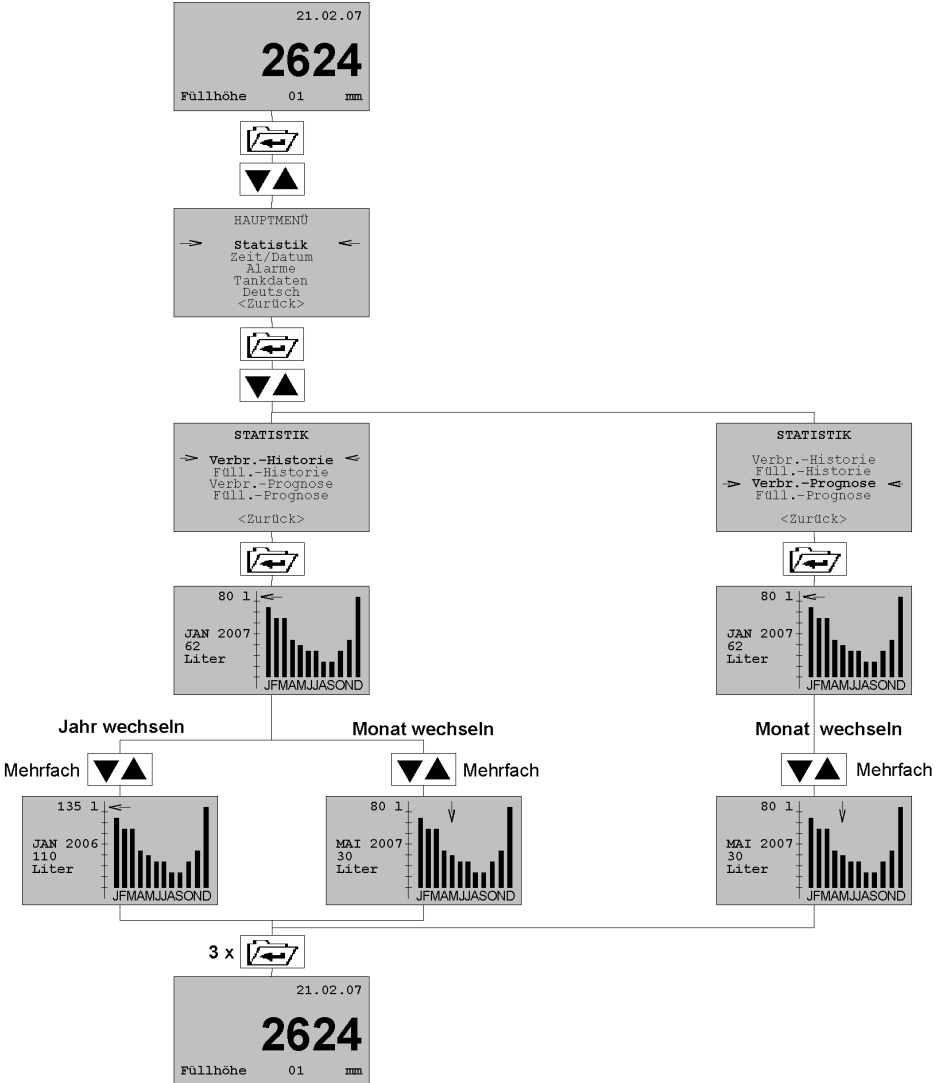 21.02.07
2624
Füllhöhe 01 mm
HAUPTMENÜ
Statistik
Zeit/Datum
Alarme
Tankdaten
Deutsch
<Zurück>
STATISTIK
Verbr.-Historie
Füll.-Historie
Verbr.-Prognose
Füll.-Prognose
<Zurück>
STATISTIK
Verbr.-Historie
Füll.-Historie
Verbr.-Prognose
Füll.-Prognose
<Zurück>
80 l
JAN 2007
62
Liter
JFMAMJJASOND
80 l
JAN 2007
62
Liter
JFMAMJJASOND
Jahr wechseln
Monat wechseln
Monat wechseln
Mehrfach
Mehrfach
Mehrfach
135 l
JAN 2006
110
Liter
JFMAMJJASOND
80 l
MAI 2007
30
Liter
JFMAMJJASOND
80 l
MAI 2007
30
Liter
JFMAMJJASOND
3 x
21.02.07
2624
Füllhöhe 01 mm